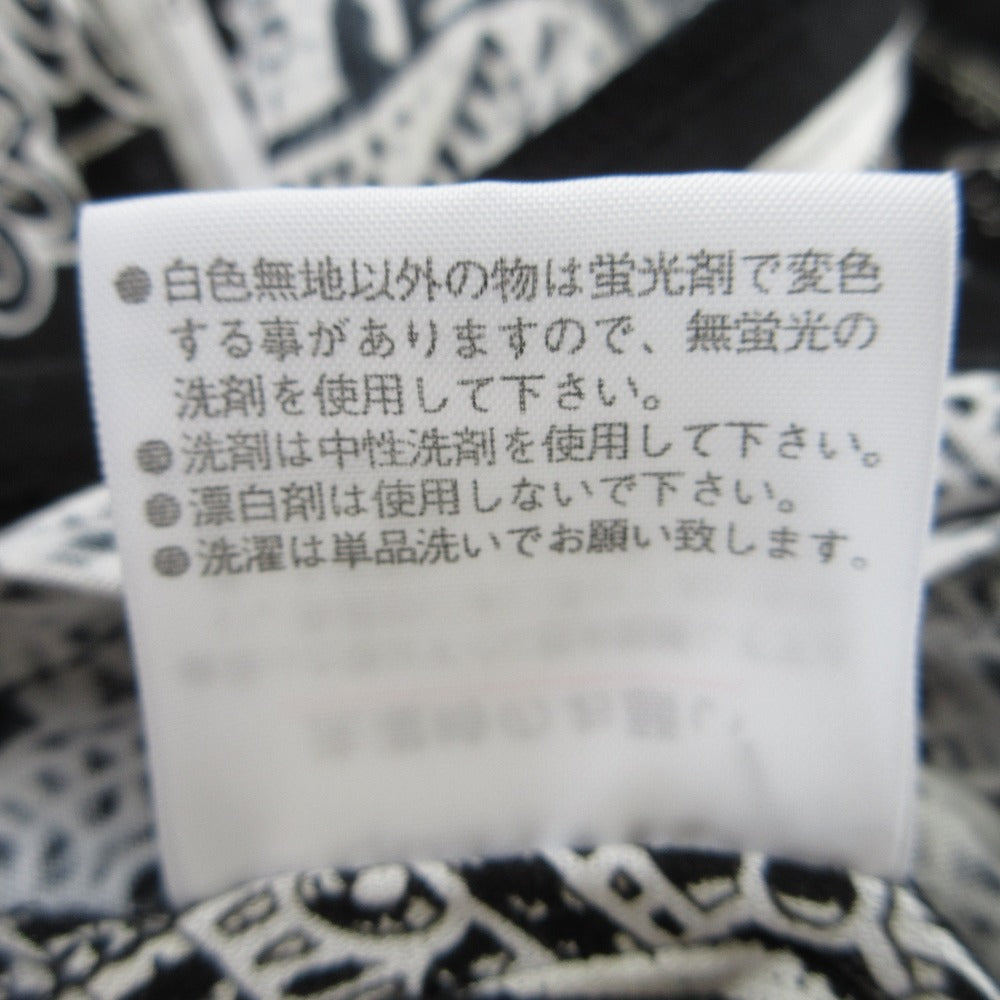 ●白色無地以外の物は蛍光剤で変色
する事がありますので、無蛍光の
洗剤を使用して下さい。
●洗剤は中性洗剤を使用して下さい。
●漂白剤は使用しないで下さい。
●洗濯は単品洗いでお願い致します。